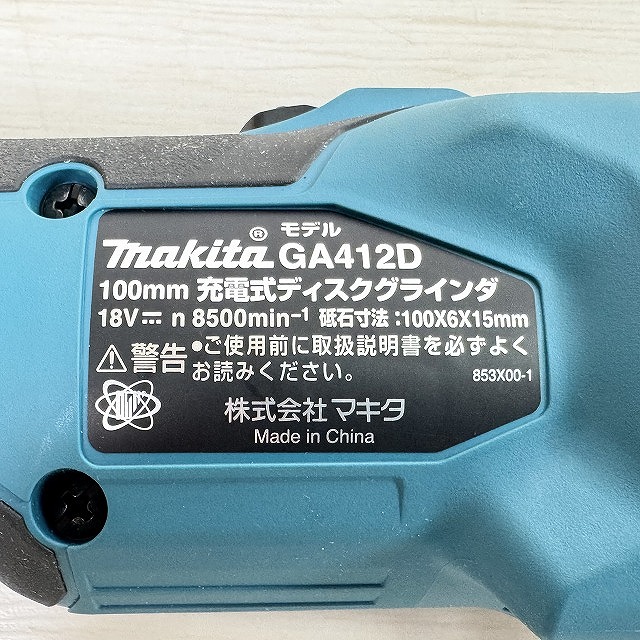 makita® モデル GA412D
100mm 充電式ディスクグラインダ
18V⎓ n 8500min⁻¹ 砥石寸法:100X6X15mm
⚠警告 •ご使用前に取扱説明書を必ずよく
お読みください。
853X00-1
株式会社 マキタ
Made in China